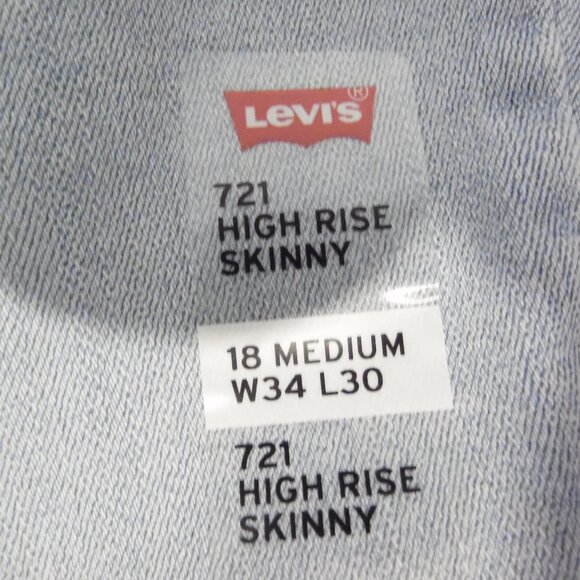 Levi's®
721
HIGH RISE
SKINNY
18 MEDIUM
W34 L30
721
HIGH RISE
SKINNY